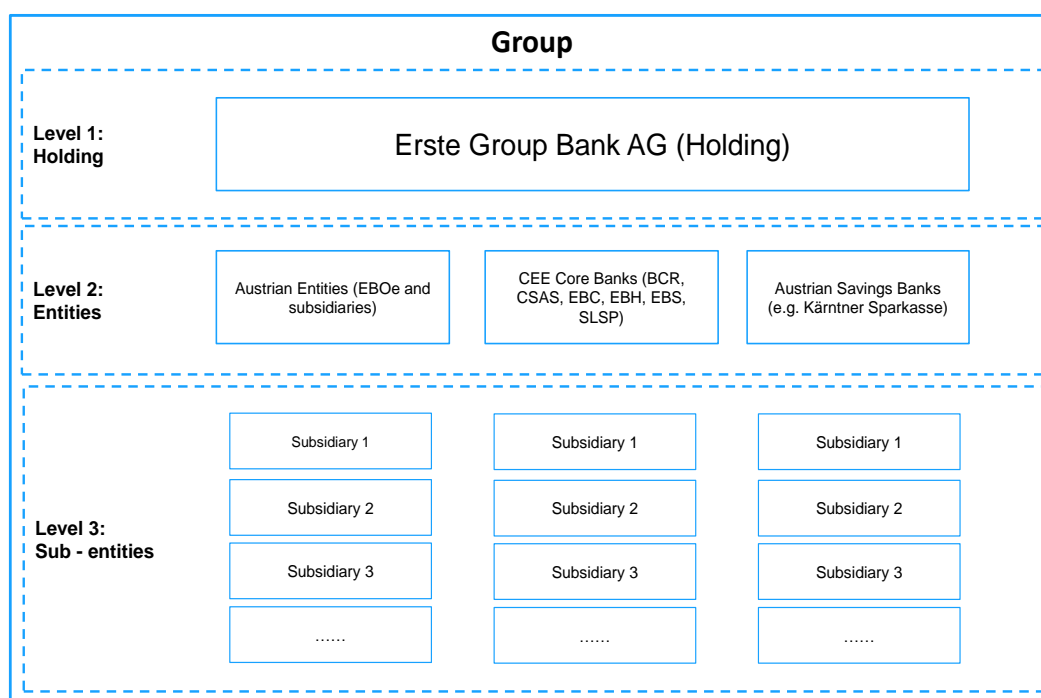 Group
Level 1:
Holding
Erste Group Bank AG (Holding)
Level 2:
Entities
Austrian Entities (EBOe and
subsidiaries)
CEE Core Banks (BCR,
CSAS, EBC, EBH, EBS,
SLSP)
Austrian Savings Banks
(e.g. Kärntner Sparkasse)
Level 3:
Sub - entities
Subsidiary 1
Subsidiary 1
Subsidiary 1
Subsidiary 2
Subsidiary 2
Subsidiary 2
Subsidiary 3
Subsidiary 3
Subsidiary 3
……
……
……